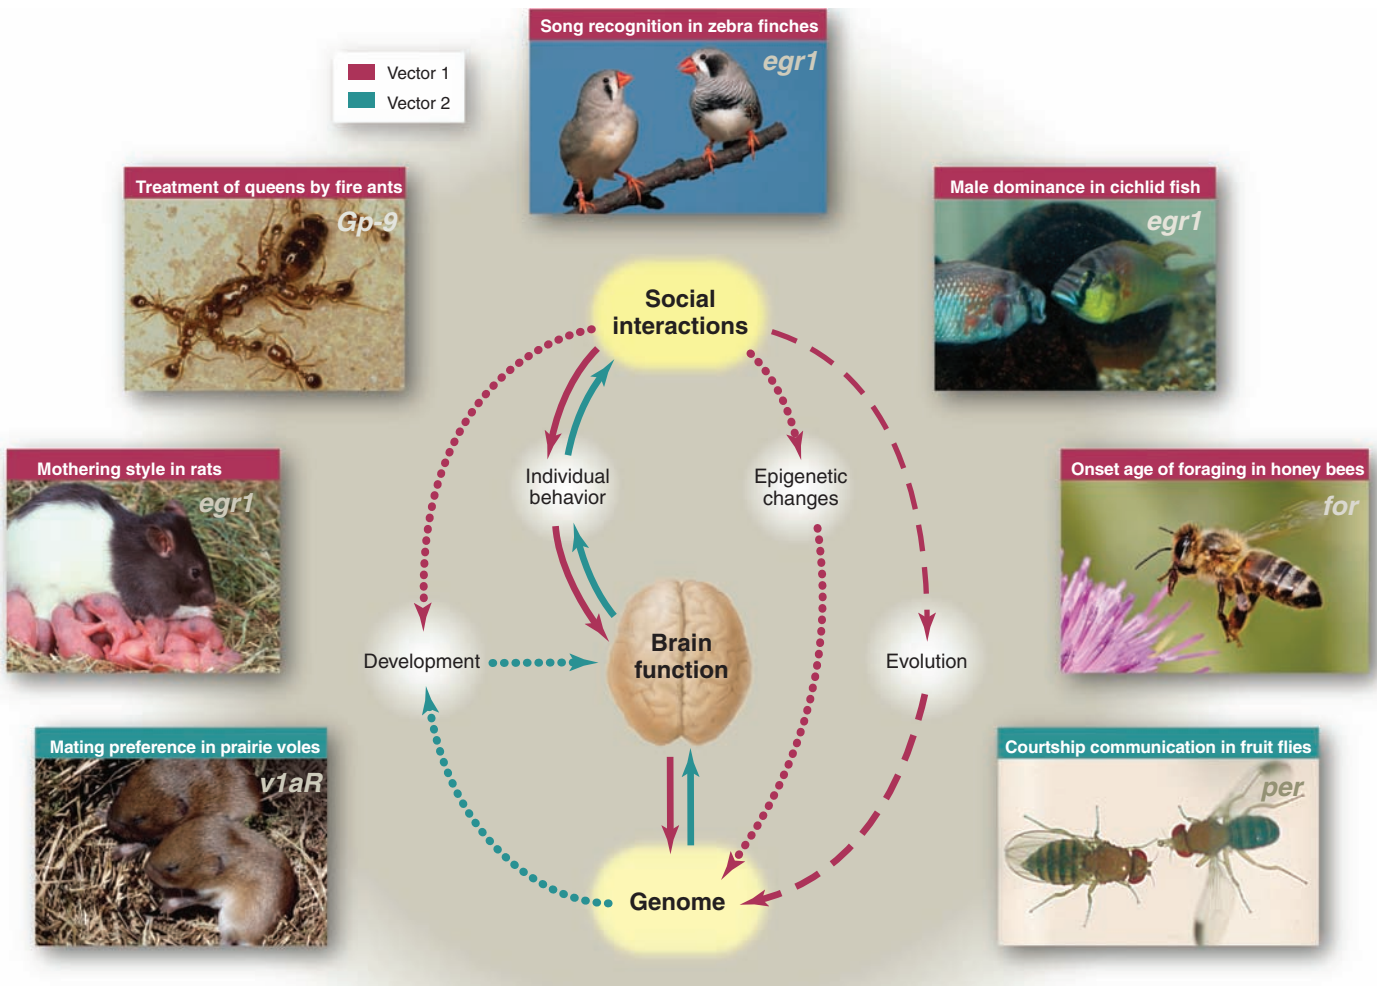 Song recognition in zebra finches
egr1
Vector 1
Vector 2
Treatment of queens by fire ants
Gp-9
Male dominance in cichlid fish
egr1
Social
interactions
Mothering style in rats
egr1
Individual
behavior
Epigenetic
changes
Onset age of foraging in honey bees
for
Development
Brain
function
Evolution
Mating preference in prairie voles
v1aR
Courtship communication in fruit flies
per
Genome